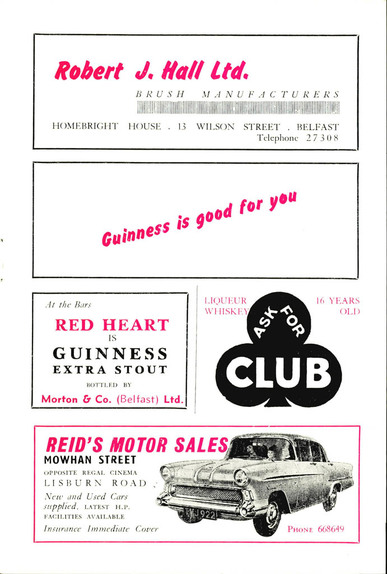 Robert J. Hall Ltd.
BRUSH MANUFACTURERS
HOMEBRIGHT HOUSE . 13 WILSON STREET . BELFAST
Telephone 27308
Guinness is good for you
At the Bars
RED HEART
IS
GUINNESS
EXTRA STOUT
BOTTLED BY
Morton & Co. (Belfast) Ltd.
LIQUEUR WHISKEY
16 YEARS OLD
ASK FOR
CLUB
REID'S MOTOR SALES
MOWHAN STREET
OPPOSITE REGAL CINEMA
LISBURN ROAD
New and Used Cars
supplied, LATEST H.P.
FACILITIES AVAILABLE
Insurance Immediate Cover
PHONE 668649